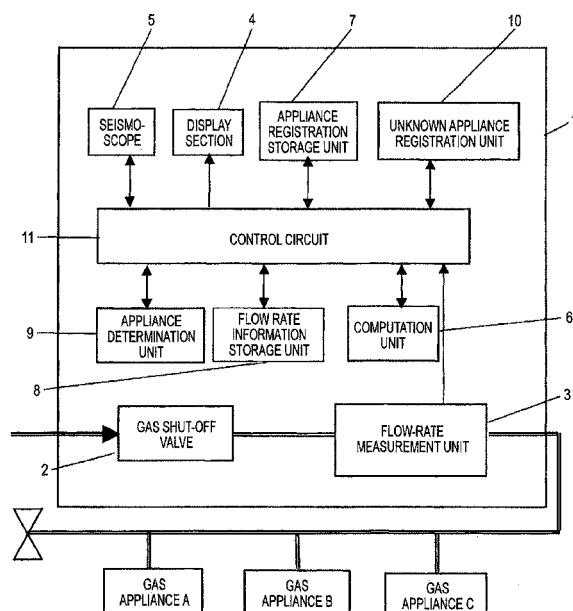 5 4 7 10
SEISMO-
SCOPE
DISPLAY
SECTION
APPLIANCE
REGISTRATION
STORAGE UNIT
UNKNOWN APPLIANCE
REGISTRATION UNIT
11
CONTROL CIRCUIT
9
APPLIANCE
DETERMINATION
UNIT
FLOW RATE
INFORMATION
STORAGE UNIT
COMPUTATION
UNIT
6
8
GAS SHUT-OFF
VALVE
2
FLOW-RATE
MEASUREMENT UNIT
3
GAS
APPLIANCE A
GAS
APPLIANCE B
GAS
APPLIANCE C